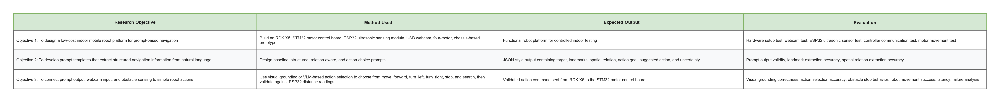 Research Objective
Method Used
Expected Output
Evaluation
Objective 1: To design a low-cost indoor mobile robot platform for prompt-based navigation
Build an RDK X5, STM32 motor control board, ESP32 ultrasonic sensing module, USB webcam, four-motor, chassis-based
prototype
Functional robot platform for controlled indoor testing
Hardware setup test, webcam test, ESP32 ultrasonic sensor test, controller communication test, motor movement test
Objective 2: To develop prompt templates that extract structured navigation information from natural language
Design baseline, structured, relation-aware, and action-choice prompts
JSON-style output containing target, landmarks, spatial relation, action goal, suggested action, and uncertainty
Prompt output validity, landmark extraction accuracy, spatial relation extraction accuracy
Objective 3: To connect prompt output, webcam input, and obstacle sensing to simple robot actions
Use visual grounding or VLM-based action selection to choose from move_forward, turn_left, turn_right, stop, and search, then
validate against ESP32 distance readings
Validated action command sent from RDK X5 to the STM32 motor control board
Visual grounding correctness, action selection accuracy, obstacle stop behavior, robot movement success, latency, failure analysis